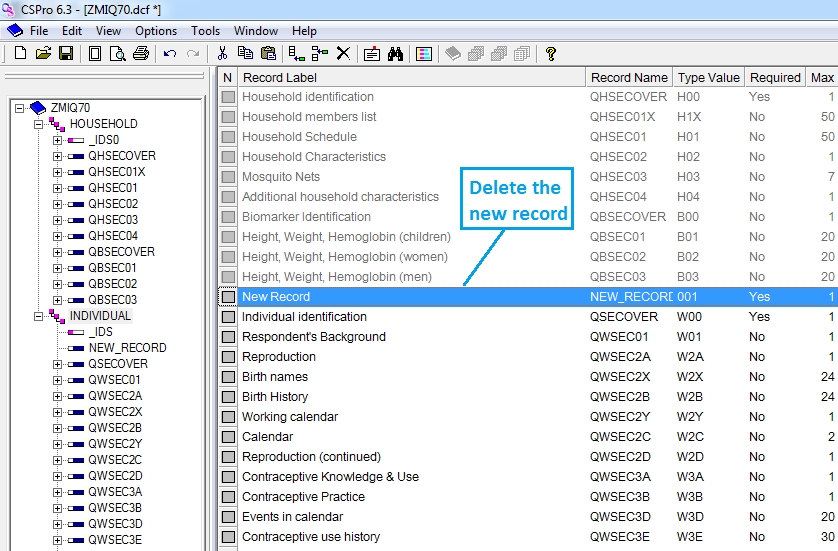 CSPro 6.3 - [ZMIQ70.dcf *]
File Edit View Options Tools Window Help
ZMIQ70
HOUSEHOLD
_IDS0
QHSECOVER
QHSEC01X
QHSEC01
QHSEC02
QHSEC03
QHSEC04
QBSECOVER
QBSEC01
QBSEC02
QBSEC03
INDIVIDUAL
_IDS
NEW_RECORD
QSECOVER
QWSEC01
QWSEC2A
QWSEC2X
QWSEC2B
QWSEC2Y
QWSEC2C
QWSEC2D
QWSEC3A
QWSEC3B
QWSEC3D
QWSEC3E
N Record Label Record Name Type Value Required Max
Household identification QHSECOVER H00 Yes 1
Household members list QHSEC01X H1X No 50
Household Schedule QHSEC01 H01 No 50
Household Characteristics QHSEC02 H02 No 1
Mosquito Nets QHSEC03 H03 No 7
Additional household characteristics QHSEC04 H04 No 1
Biomarker Identification QBSECOVER B00 No 1
Height, Weight, Hemoglobin (children) QBSEC01 B01 No 20
Height, Weight, Hemoglobin (women) QBSEC02 B02 No 20
Height, Weight, Hemoglobin (men) QBSEC03 B03 No 20
New Record NEW_RECORD 001 Yes 1
Individual identification QSECOVER W00 Yes 1
Respondent's Background QWSEC01 W01 No 1
Reproduction QWSEC2A W2A No 1
Birth names QWSEC2X W2X No 24
Birth History QWSEC2B W2B No 24
Working calendar QWSEC2Y W2Y No 1
Calendar QWSEC2C W2C No 2
Reproduction (continued) QWSEC2D W2D No 1
Contraceptive Knowledge & Use QWSEC3A W3A No 1
Contraceptive Practice QWSEC3B W3B No 1
Events in calendar QWSEC3D W3D No 20
Contraceptive use history QWSEC3E W3E No 30
Delete the
new record